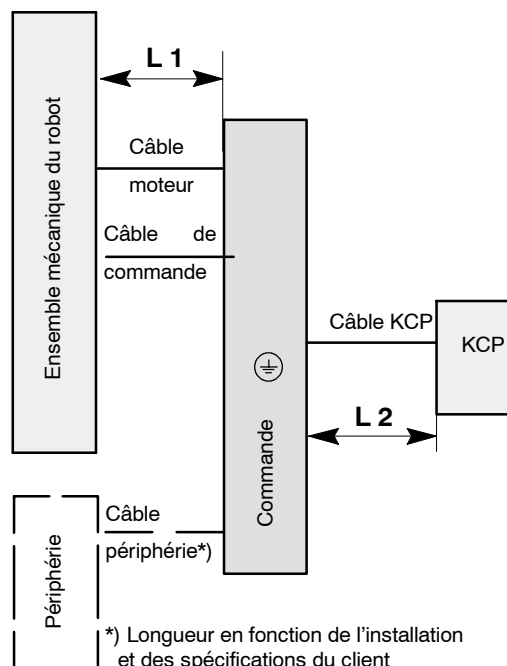 L 1
Ensemble mécanique du robot
Câble
moteur
Câble de
commande
Câble KCP
KCP
L 2
Commande
Câble
périphérie*)
Périphérie
*) Longueur en fonction de l'installation
et des spécifications du client